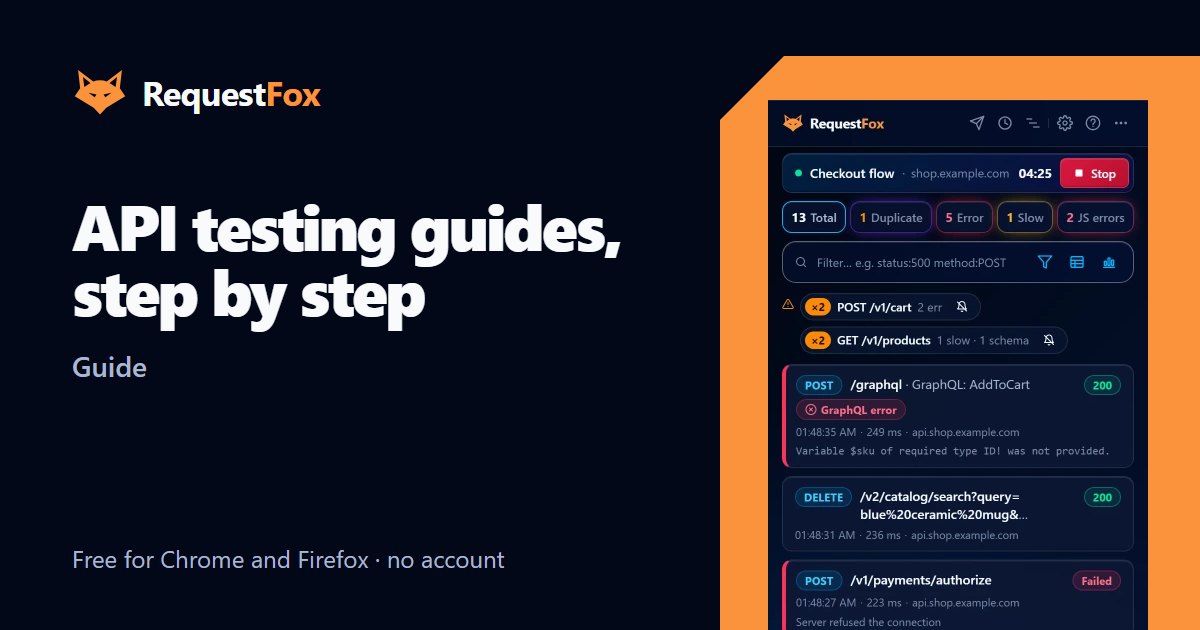 RequestFox
API testing guides,
step by step
Guide
Free for Chrome and Firefox · no account
RequestFox
Checkout flow · shop.example.com 04:25 Stop
13 Total 1 Duplicate 5 Error 1 Slow 2 JS errors
Filter... e.g. status:500 method:POST
×2 POST /v1/cart 2 err
×2 GET /v1/products 1 slow · 1 schema
POST /graphql · GraphQL: AddToCart 200
GraphQL error
01:48:35 AM · 249 ms · api.shop.example.com
Variable $sku of required type ID! was not provided.
DELETE /v2/catalog/search?query= 200
blue%20ceramic%20mug&...
01:48:31 AM · 236 ms · api.shop.example.com
POST /v1/payments/authorize Failed
01:48:27 AM · 223 ms · api.shop.example.com
Server refused the connection